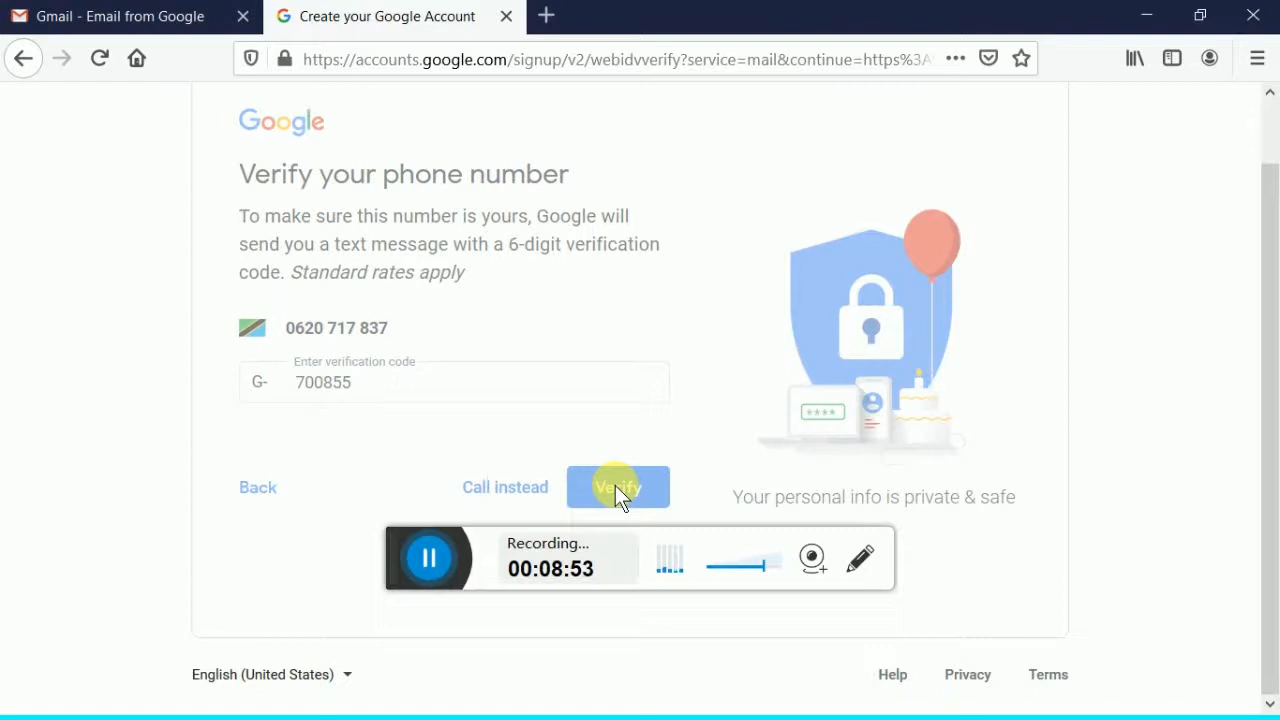 Gmail - Email from Google
Create your Google Account
https://accounts.google.com/signup/v2/webidvverify?service=mail&continue=https%3A
Google
Verify your phone number
To make sure this number is yours, Google will
send you a text message with a 6-digit verification
code. Standard rates apply
0620 717 837
Enter verification code
G- 700855
****
Back
Call instead
Verify
Your personal info is private & safe
Recording...
00:08:53
English (United States)
Help
Privacy
Terms